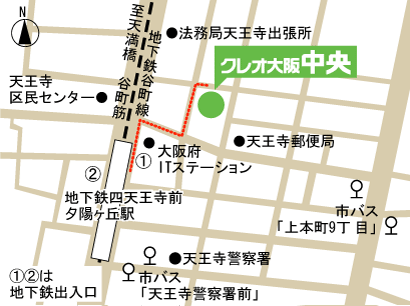 N
至天満橋
地下鉄谷町線
谷町筋
法務局天王寺出張所
クレオ大阪中央
天王寺
区民センター
天王寺郵便局
大阪府
ITステーション
①
②
地下鉄四天王寺前
夕陽ヶ丘駅
市バス
「上本町9丁目」
天王寺警察署
市バス
「天王寺警察署前」
①②は
地下鉄出入口